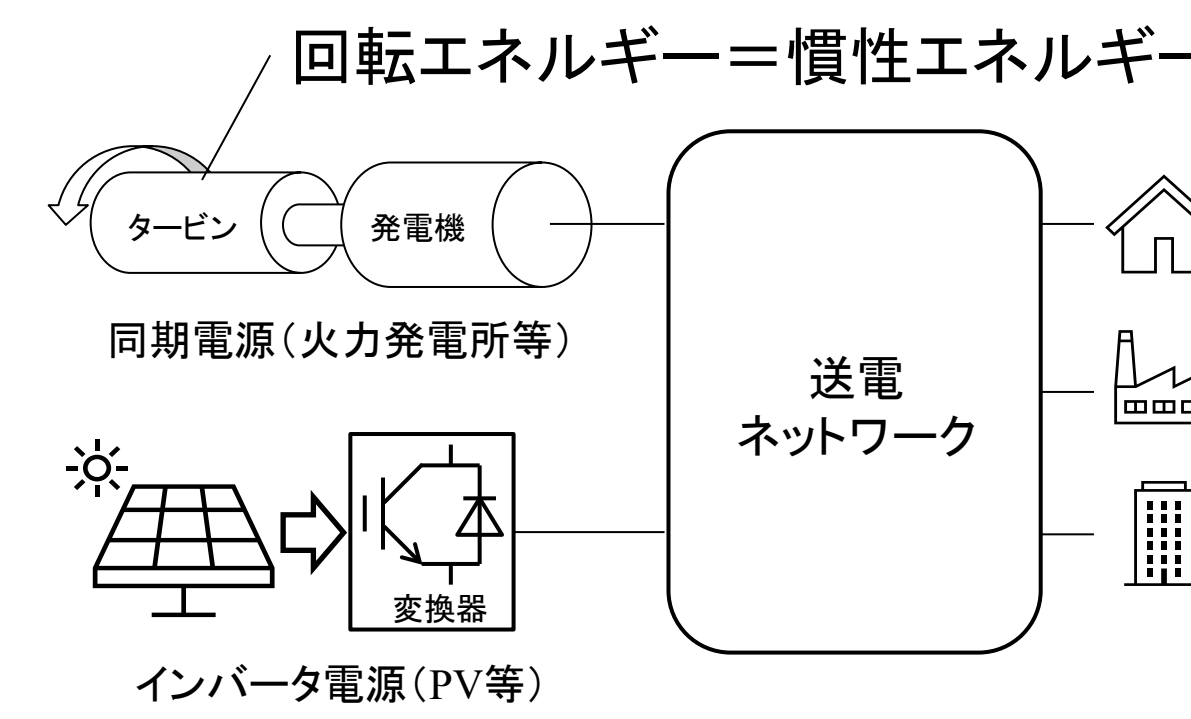 回転エネルギー＝慣性エネルギー
タービン
発電機
同期電源（火力発電所等）
送電
ネットワーク
変換器
インバータ電源（PV等）